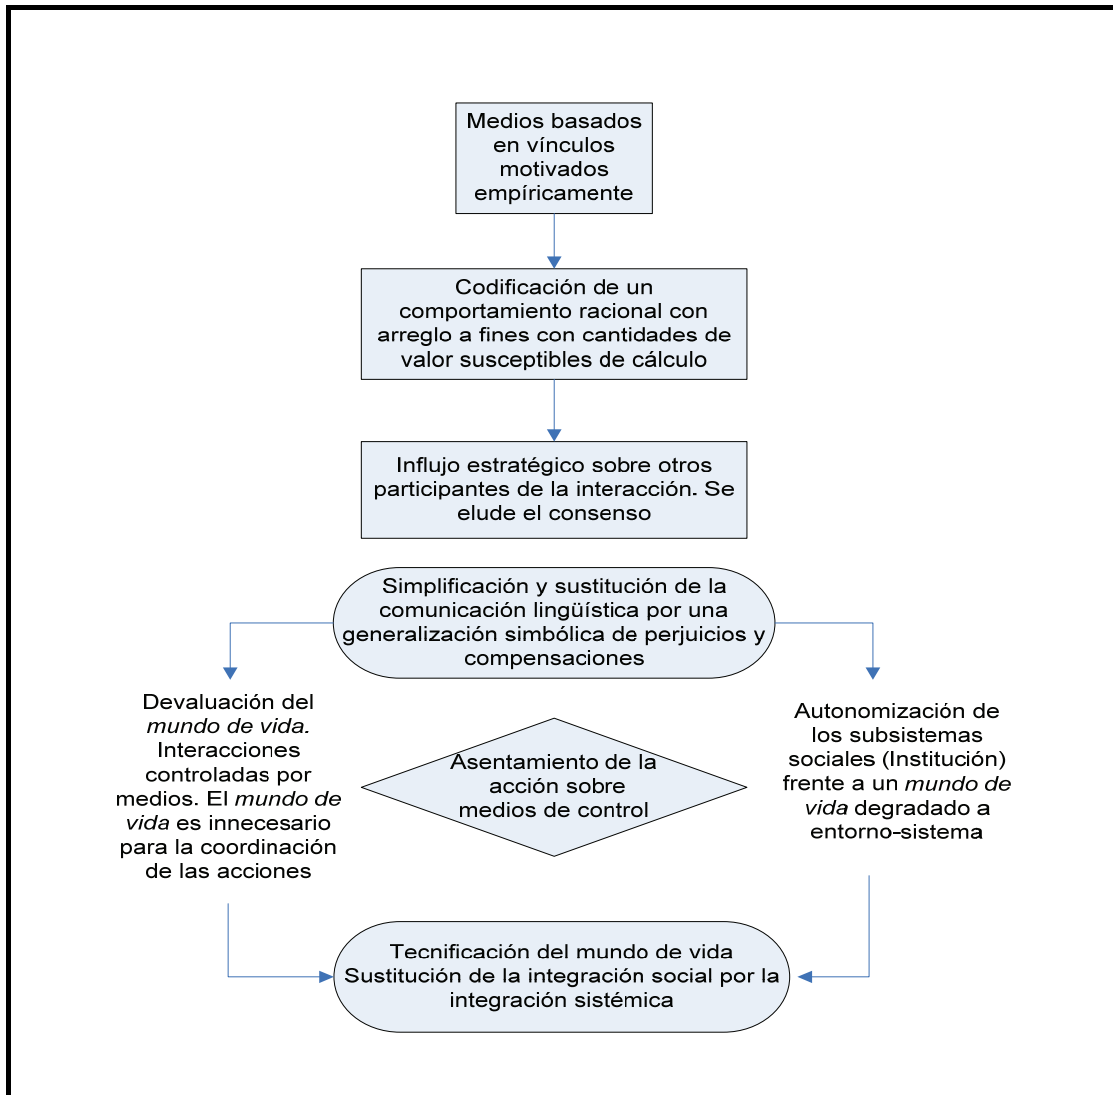 Medios basados
en vínculos
motivados
empíricamente
Codificación de un
comportamiento racional con
arreglo a fines con cantidades de
valor susceptibles de cálculo
Influjo estratégico sobre otros
participantes de la interacción. Se
elude el consenso
Simplificación y sustitución de la
comunicación lingüística por una
generalización simbólica de perjuicios y
compensaciones
Devaluación del
mundo de vida.
Interacciones
controladas por
medios. El mundo de
vida es innecesario
para la coordinación
de las acciones
Asentamiento de la
acción sobre
medios de control
Autonomización de
los subsistemas
sociales (Institución)
frente a un mundo de
vida degradado a
entorno-sistema
Tecnificación del mundo de vida
Sustitución de la integración social por la
integración sistémica